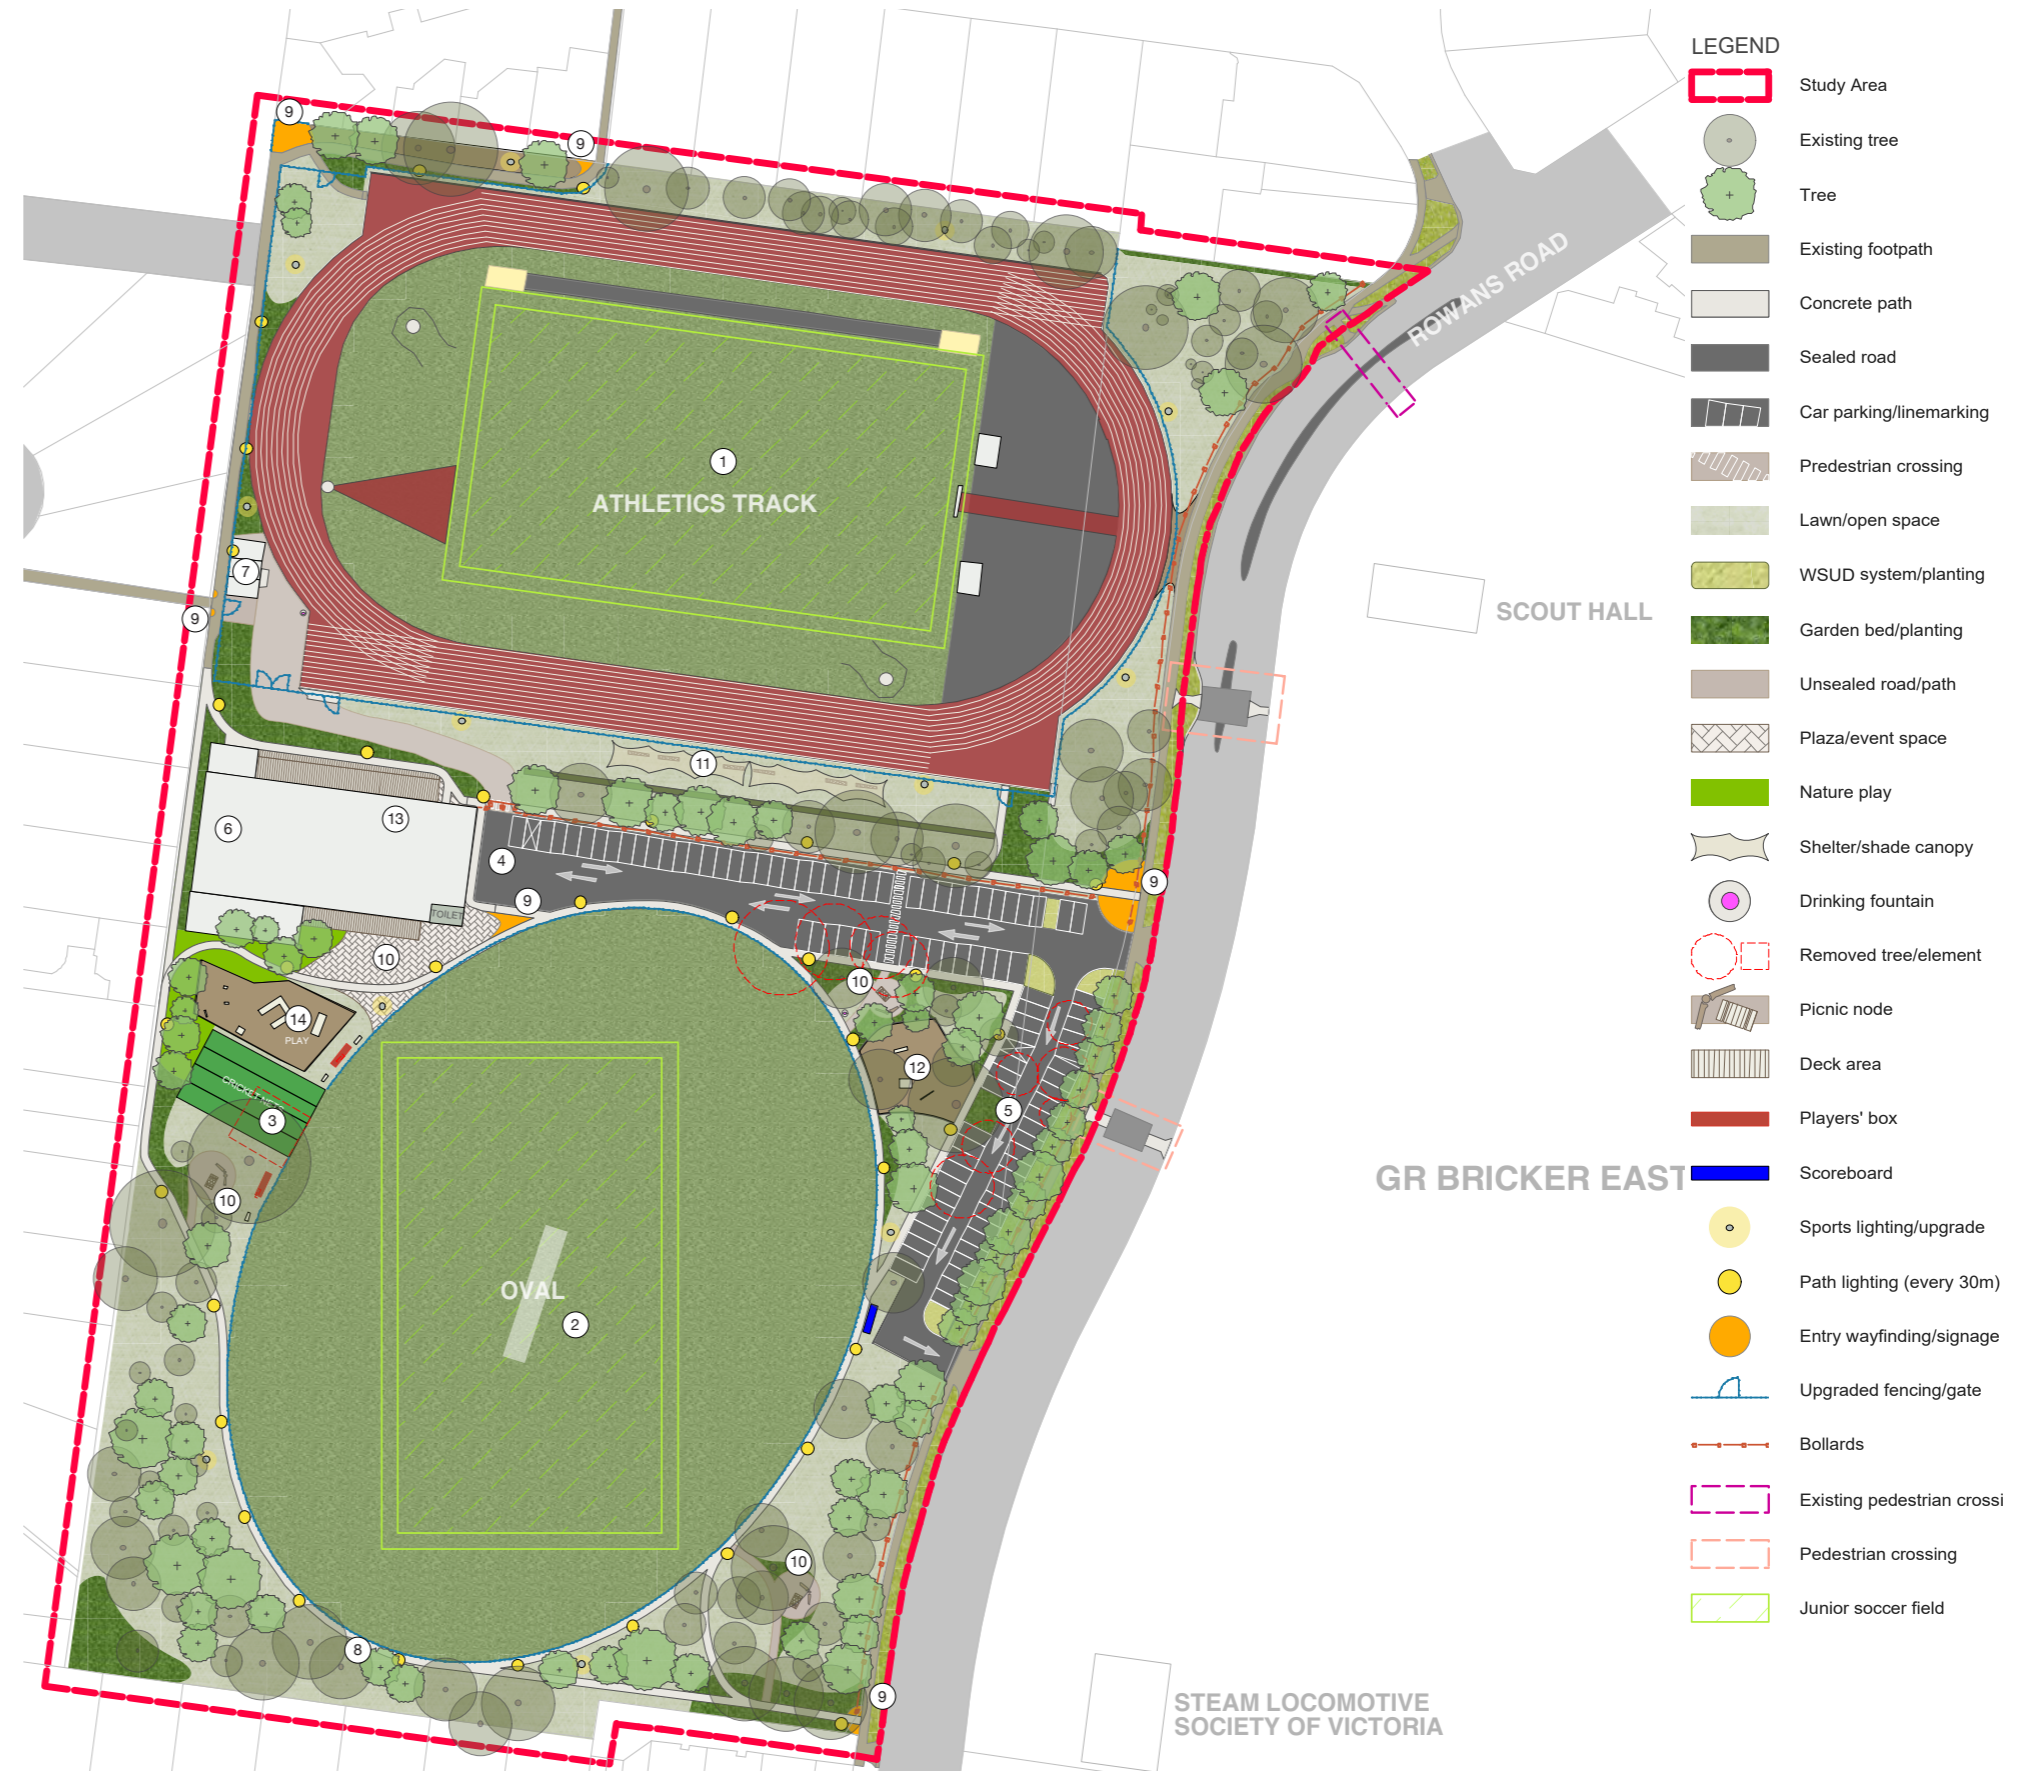 LEGEND
Study Area
Existing tree
Tree
Existing footpath
Concrete path
Sealed road
Car parking/linemarking
Predestrian crossing
Lawn/open space
WSUD system/planting
Garden bed/planting
Unsealed road/path
Plaza/event space
Nature play
Shelter/shade canopy
Drinking fountain
Removed tree/element
Picnic node
Deck area
Players' box
Scoreboard
Sports lighting/upgrade
Path lighting (every 30m)
Entry wayfinding/signage
Upgraded fencing/gate
Bollards
Existing pedestrian crossi
Pedestrian crossing
Junior soccer field
9
9
ROWANS ROAD
1
ATHLETICS TRACK
7
9
SCOUT HALL
11
13
6
4
9
9
TOILET
10
10
14
PLAY
12
5
3
GR BRICKER EAST
10
OVAL
2
10
8
9
STEAM LOCOMOTIVE
SOCIETY OF VICTORIA